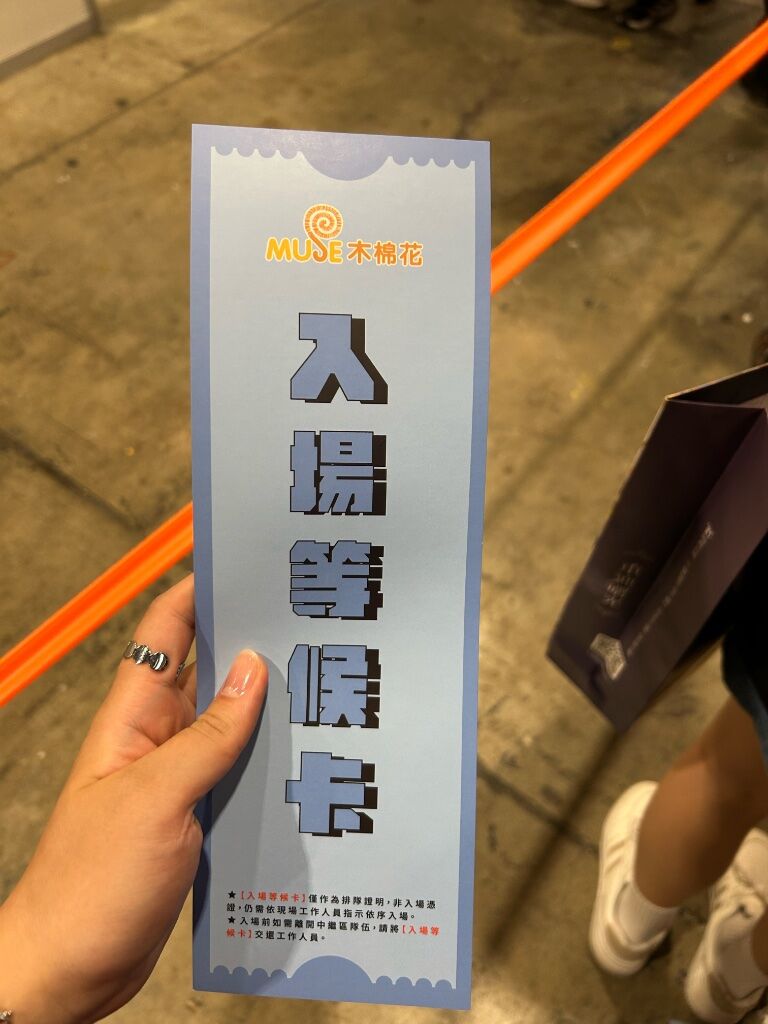 MUSE 木棉花
入場等候卡
★【入場等候卡】僅作為排隊證明，非入場憑
證，仍需依現場工作人員指示依序入場。
★入場前如需離開中繼區隊伍，請將【入場等
候卡】交還工作人員。